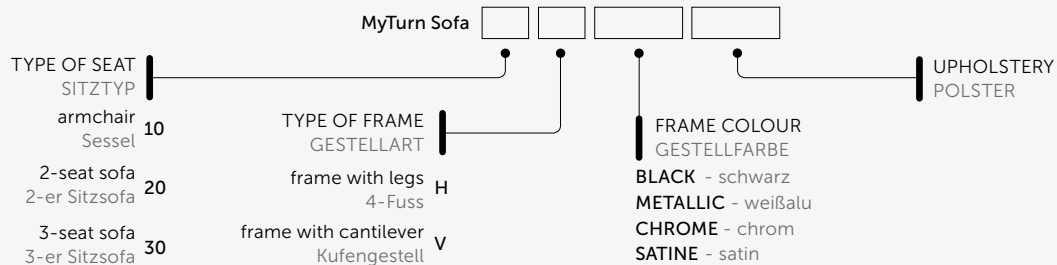 MyTurn Sofa
TYPE OF SEAT
SITZTYP
armchair 10
Sessel
2-seat sofa 20
2-er Sitzsofa
3-seat sofa 30
3-er Sitzsofa
TYPE OF FRAME
GESTELLART
frame with legs H
4-Fuss
frame with cantilever V
Kufengestell
FRAME COLOUR
GESTELLFARBE
BLACK - schwarz
METALLIC - weißalu
CHROME - chrom
SATINE - satin
UPHOLSTERY
POLSTER